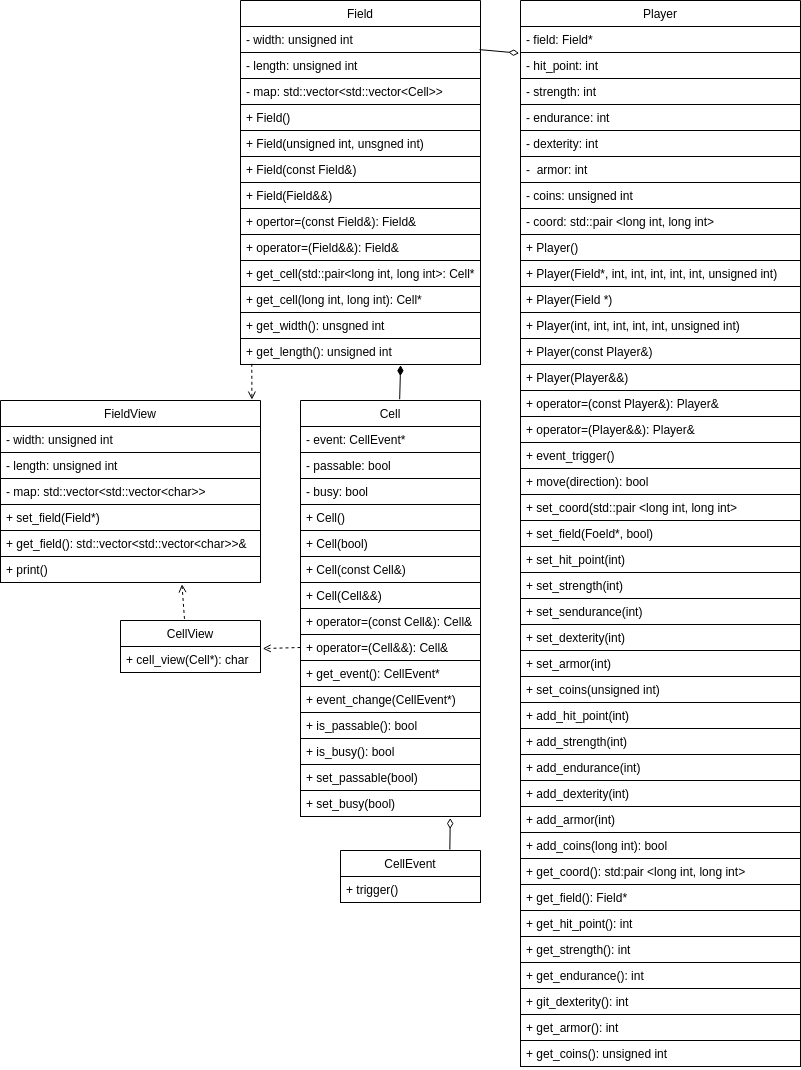 Field
- width: unsigned int
- length: unsigned int
- map: std::vector<std::vector<Cell>>
+ Field()
+ Field(unsigned int, unsgned int)
+ Field(const Field&)
+ Field(Field&&)
+ opertor=(const Field&): Field&
+ operator=(Field&&): Field&
+ get_cell(std::pair<long int, long int>: Cell*
+ get_cell(long int, long int): Cell*
+ get_width(): unsgned int
+ get_length(): unsigned int
Player
- field: Field*
- hit_point: int
- strength: int
- endurance: int
- dexterity: int
-  armor: int
- coins: unsigned int
- coord: std::pair <long int, long int>
+ Player()
+ Player(Field*, int, int, int, int, int, unsigned int)
+ Player(Field *)
+ Player(int, int, int, int, int, unsigned int)
+ Player(const Player&)
+ Player(Player&&)
+ operator=(const Player&): Player&
+ operator=(Player&&): Player&
+ event_trigger()
+ move(direction): bool
+ set_coord(std::pair <long int, long int>
+ set_field(Foeld*, bool)
+ set_hit_point(int)
+ set_strength(int)
+ set_sendurance(int)
+ set_dexterity(int)
+ set_armor(int)
+ set_coins(unsigned int)
+ add_hit_point(int)
+ add_strength(int)
+ add_endurance(int)
+ add_dexterity(int)
+ add_armor(int)
+ add_coins(long int): bool
+ get_coord(): std:pair <long int, long int>
+ get_field(): Field*
+ get_hit_point(): int
+ get_strength(): int
+ get_endurance(): int
+ git_dexterity(): int
+ get_armor(): int
+ get_coins(): unsigned int
FieldView
- width: unsigned int
- length: unsigned int
- map: std::vector<std::vector<char>>
+ set_field(Field*)
+ get_field(): std::vector<std::vector<char>>&
+ print()
Cell
- event: CellEvent*
- passable: bool
- busy: bool
+ Cell()
+ Cell(bool)
+ Cell(const Cell&)
+ Cell(Cell&&)
+ operator=(const Cell&): Cell&
+ operator=(Cell&&): Cell&
+ get_event(): CellEvent*
+ event_change(CellEvent*)
+ is_passable(): bool
+ is_busy(): bool
+ set_passable(bool)
+ set_busy(bool)
CellView
+ cell_view(Cell*): char
CellEvent
+ trigger()